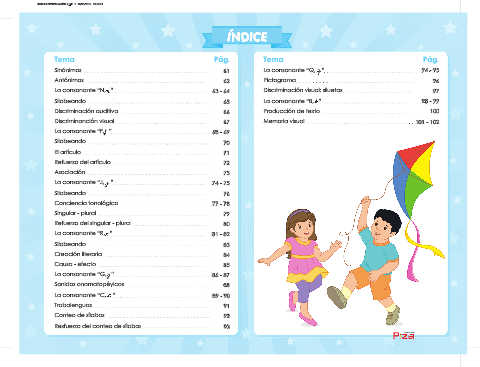 ÍNDICE
Tema Pág.
Sinónimos 61
Antónimos 62
La consonante "N, 63 - 64
Silabeando 65
Discriminación auditiva 66
Discriminación visual 67
La consonante 68 - 69
Silabeando 70
El artículo 71
Refuerzo del artículo 72
Asociación 73
La consonante 74 - 75
Silabeando 76
Conciencia fonológica 77 - 78
Singular - plural 79
Refuerzo del singular - plural 80
La consonante "R, 81 - 82
Silabeando 83
Creación literaria 84
Causa - efecto 85
La consonante "G, 86 - 87
Sonidos onomatopéyicos 88
La consonante "C, 89 - 90
Trabalenguas 91
Conteo de sílabas 92
Reefuerzo del conteo de sílabas 93
Tema Pág.
La consonante "Q, 94 - 95
Pictograma 96
Discriminación visual: siluetas 97
La consonante 98 - 99
Producción de texto 100
Memoria visual 101 - 102